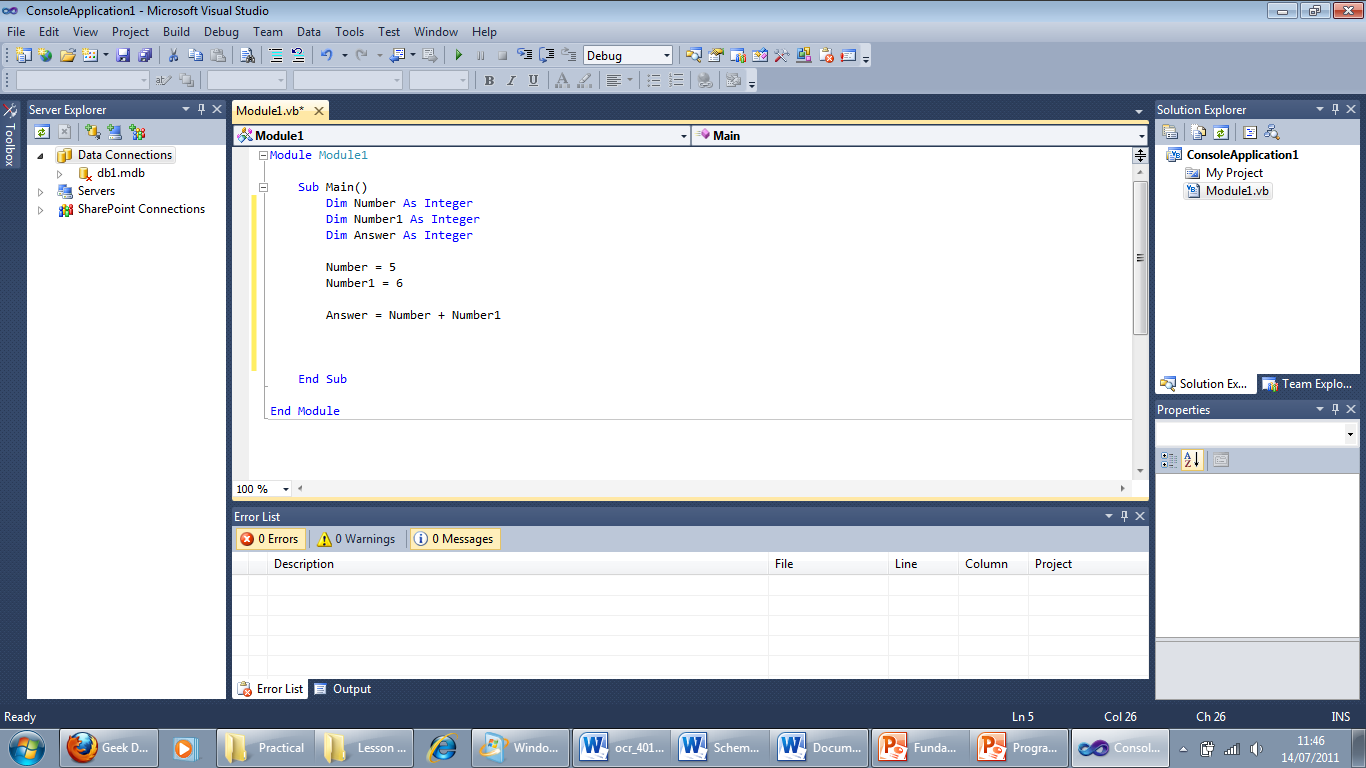 ConsoleApplication1 - Microsoft Visual Studio
File Edit View Project Build Debug Team Data Tools Test Window Help
Debug
B I U A
Toolbox
Server Explorer
Data Connections
db1.mdb
Servers
SharePoint Connections
Module1.vb*
Module1 Main
Module Module1
Sub Main()
Dim Number As Integer
Dim Number1 As Integer
Dim Answer As Integer
Number = 5
Number1 = 6
Answer = Number + Number1
End Sub
End Module
100 %
Error List
0 Errors 0 Warnings 0 Messages
Description File Line Column Project
Error List Output
Solution Explorer
ConsoleApplication1
My Project
Module1.vb
Solution Ex... Team Explo...
Properties
Ready Ln 5 Col 26 Ch 26 INS
Geek D... Practical Lesson ... Windo... ocr_401... Schem... Docum... Funda... Progra... Consol...
11:46
14/07/2011